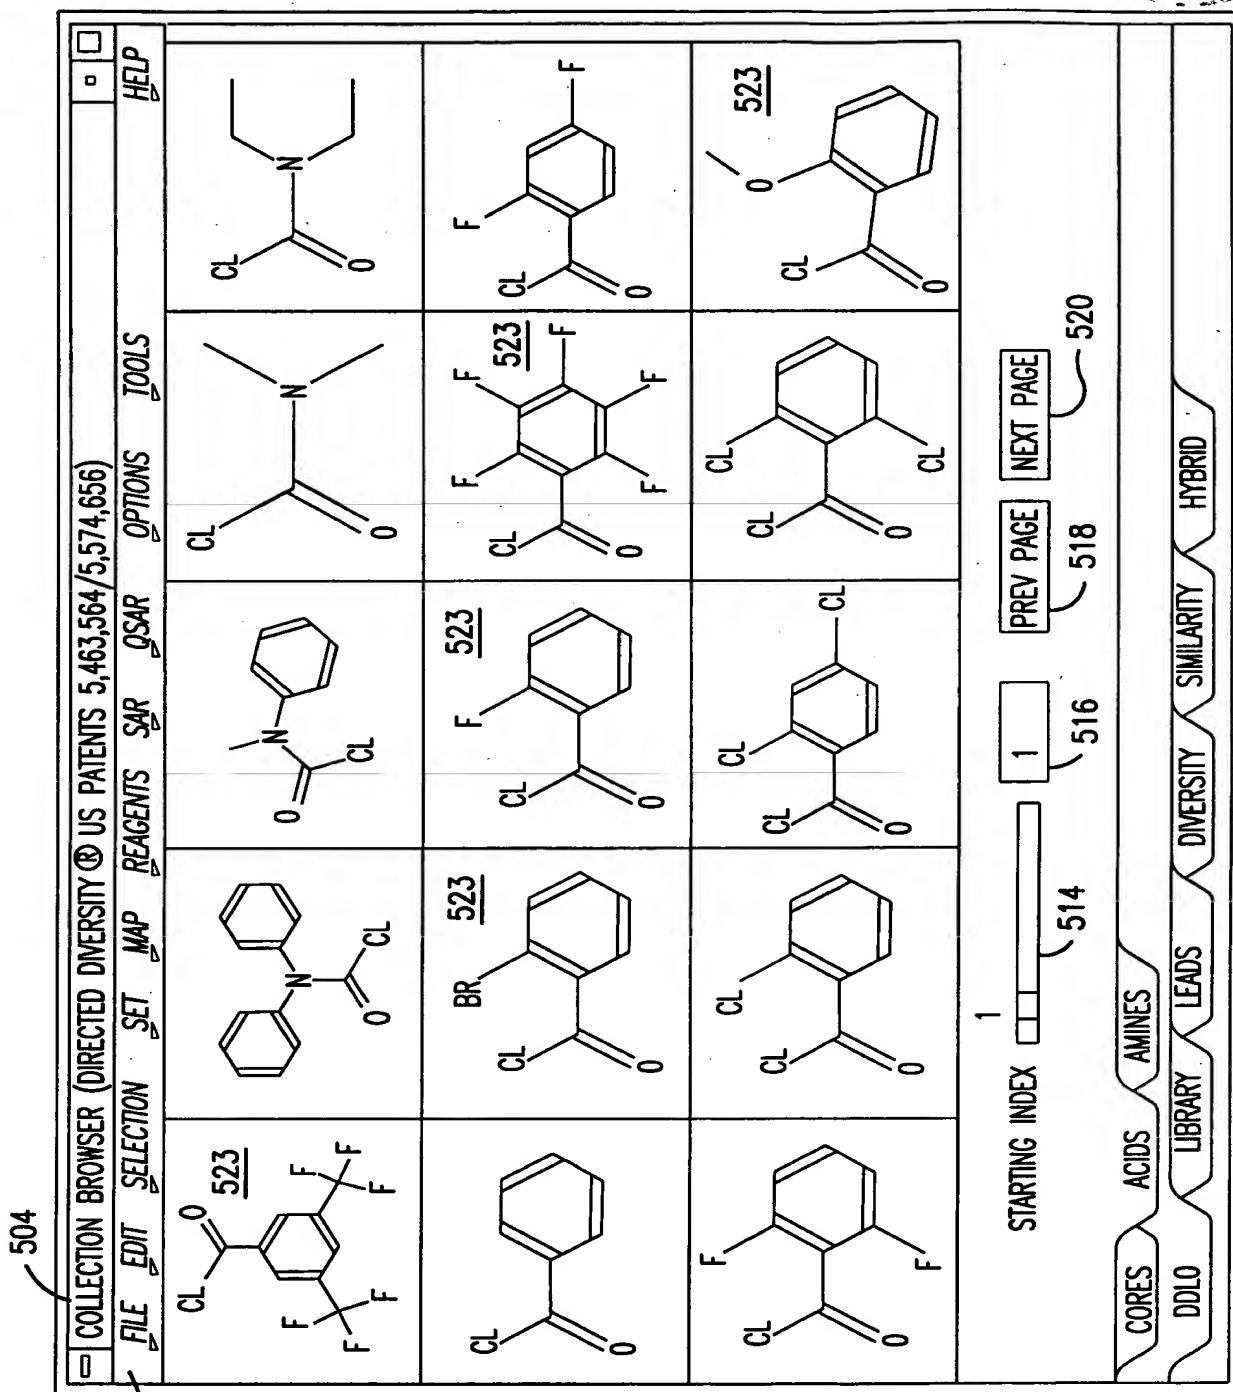 504
COLLECTION BROWSER (DIRECTED DIVERSITY ® US PATENTS 5,463,564/5,574,656)
FILE EDIT SELECTION SET MAP REAGENTS SAR QSAR OPTIONS TOOLS HELP
CL O F F F F F F 523
N O CL
N O CL
CL N O
CL N O
CL O
BR CL O 523
F CL O 523
F F F F F CL O 523
F F CL O
F F CL O
CL CL O
CL CL CL O
CL CL CL O
O CL O 523
STARTING INDEX 1 1 PREV PAGE NEXT PAGE
514 516 518 520
CORES ACIDS AMINES
DDLO LIBRARY LEADS DIVERSITY SIMILARITY HYBRID